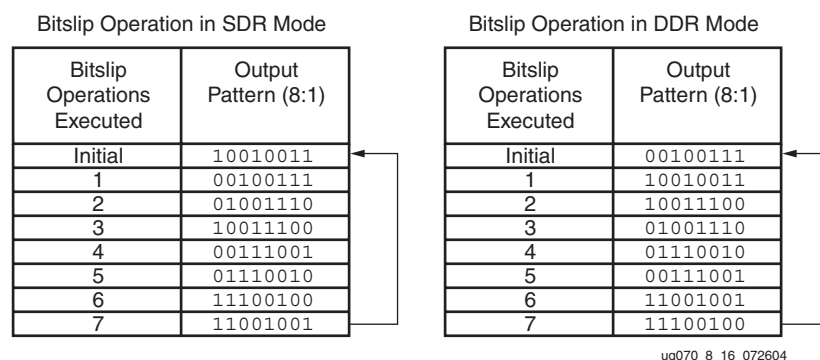 Bitslip Operation in SDR Mode
Bitslip Operations Executed Output Pattern (8:1)
Initial 10010011
1 00100111
2 01001110
3 10011100
4 00111001
5 01110010
6 11100100
7 11001001
Bitslip Operation in DDR Mode
Bitslip Operations Executed Output Pattern (8:1)
Initial 00100111
1 10010011
2 10011100
3 01001110
4 01110010
5 00111001
6 11001001
7 11100100
ug070_8_16_072604